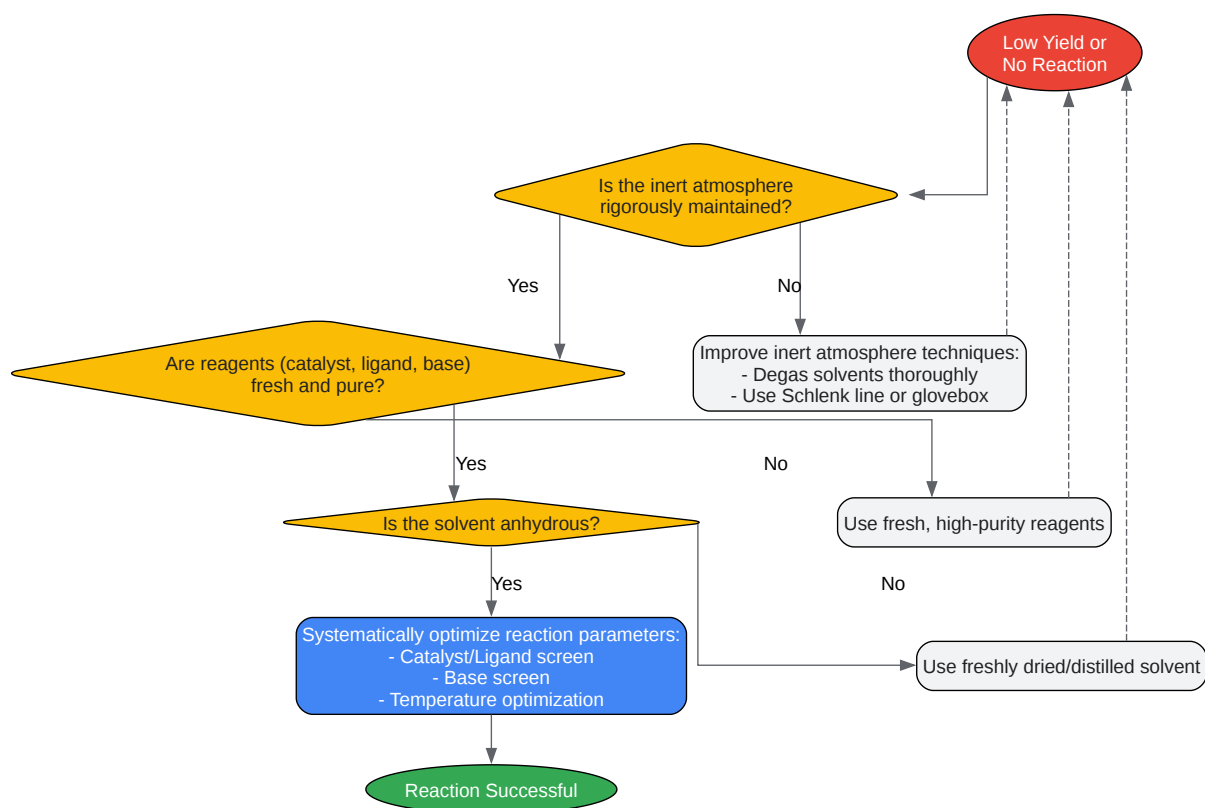 Low Yield or
No Reaction
Is the inert atmosphere
rigorously maintained?
Yes
No
Are reagents (catalyst, ligand, base)
fresh and pure?
Improve inert atmosphere techniques:
- Degas solvents thoroughly
- Use Schlenk line or glovebox
Yes
No
Is the solvent anhydrous?
Use fresh, high-purity reagents
Yes
No
Systematically optimize reaction parameters:
- Catalyst/Ligand screen
- Base screen
- Temperature optimization
Use freshly dried/distilled solvent
Reaction Successful